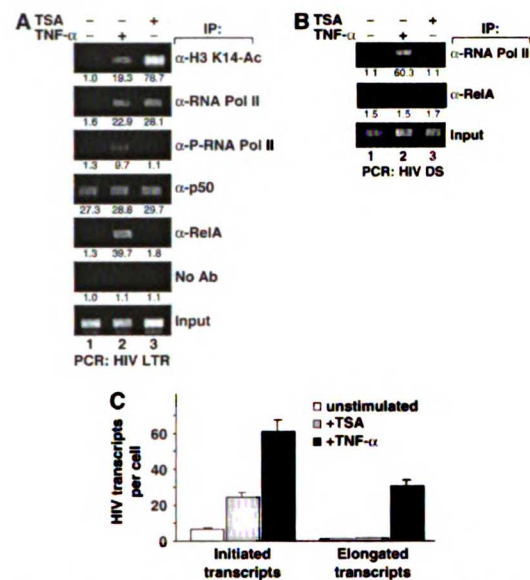 A
TSA - - +
TNF-α - + -
IP:
1.0 19.3 78.7 α-H3 K14-Ac
1.6 22.9 28.1 α-RNA Pol II
1.3 9.7 1.1 α-P-RNA Pol II
27.3 28.8 29.7 α-p50
1.3 39.7 1.8 α-RelA
1.0 1.1 1.1 No Ab
Input
1 2 3
PCR: HIV LTR
B
TSA - - +
TNF-α - + -
IP:
1.1 60.3 1.1 α-RNA Pol II
1.5 1.5 1.7 α-RelA
Input
1 2 3
PCR: HIV DS
C
HIV transcripts
per cell
60
40
20
0
unstimulated
+TSA
+TNF-α
Initiated
transcripts
Elongated
transcripts